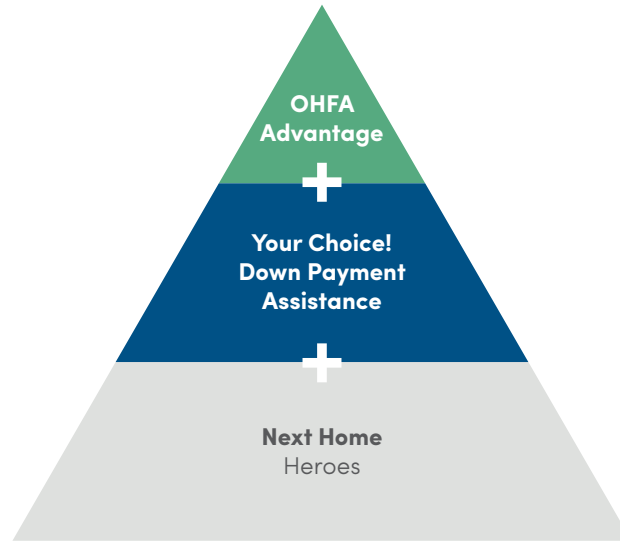 OHFA
Advantage
+
Your Choice!
Down Payment
Assistance
+
Next Home
Heroes